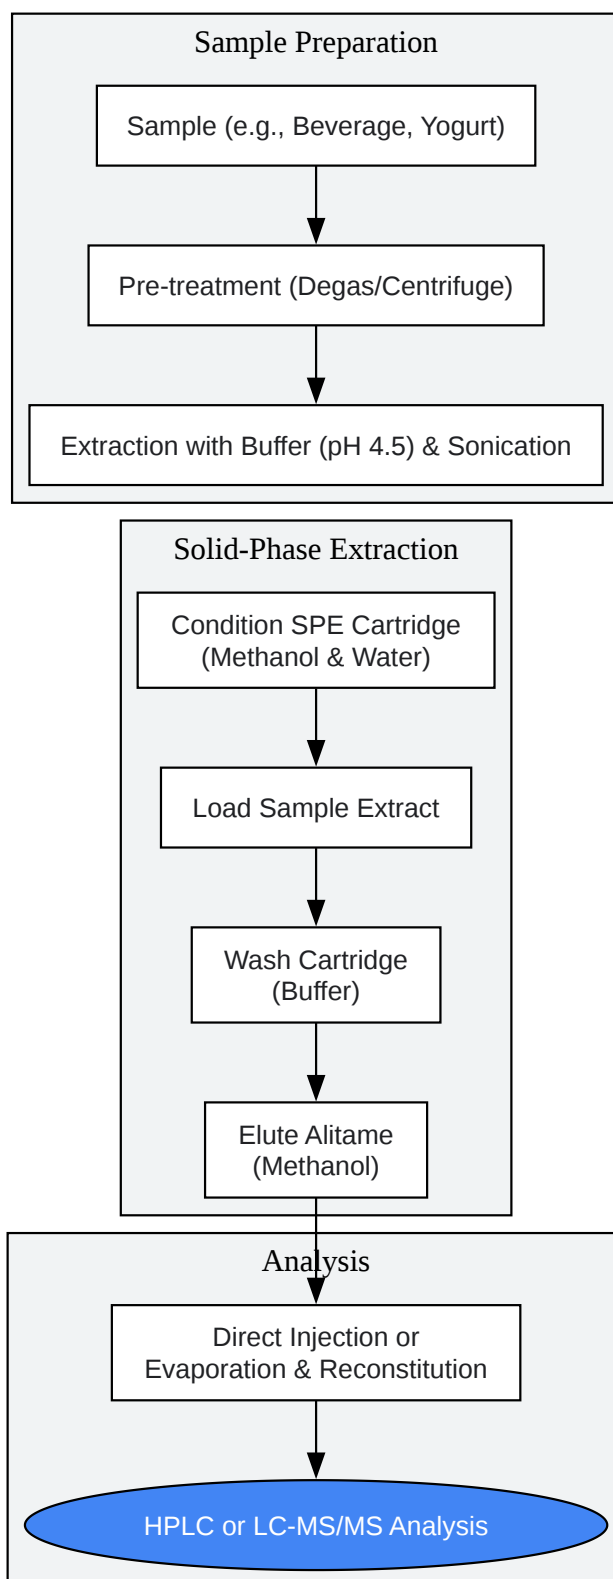 Sample Preparation
Sample (e.g., Beverage, Yogurt)
Pre-treatment (Degas/Centrifuge)
Extraction with Buffer (pH 4.5) & Sonication
Solid-Phase Extraction
Condition SPE Cartridge
(Methanol & Water)
Load Sample Extract
Wash Cartridge
(Buffer)
Elute Alitame
(Methanol)
Analysis
Direct Injection or
Evaporation & Reconstitution
HPLC or LC-MS/MS Analysis